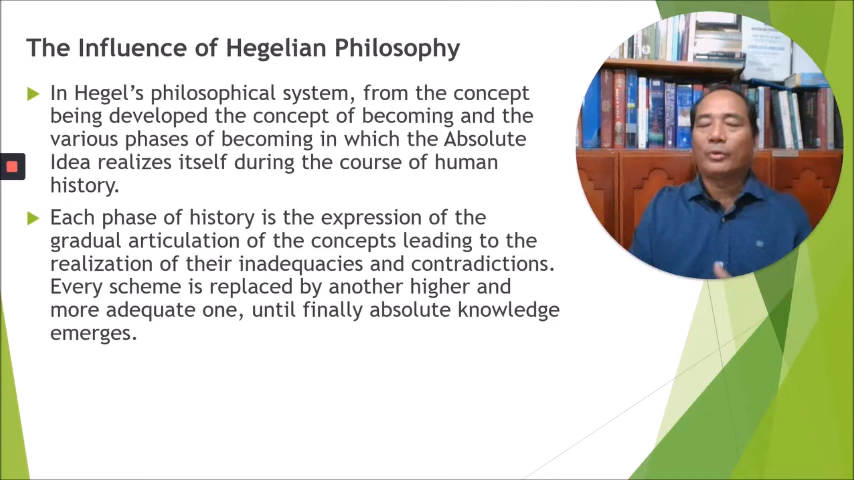 The Influence of Hegelian Philosophy
In Hegel's philosophical system, from the concept
being developed the concept of becoming and the
various phases of becoming in which the Absolute
Idea realizes itself during the course of human
history.
Each phase of history is the expression of the
gradual articulation of the concepts leading to the
realization of their inadequacies and contradictions.
Every scheme is replaced by another higher and
more adequate one, until finally absolute knowledge
emerges.